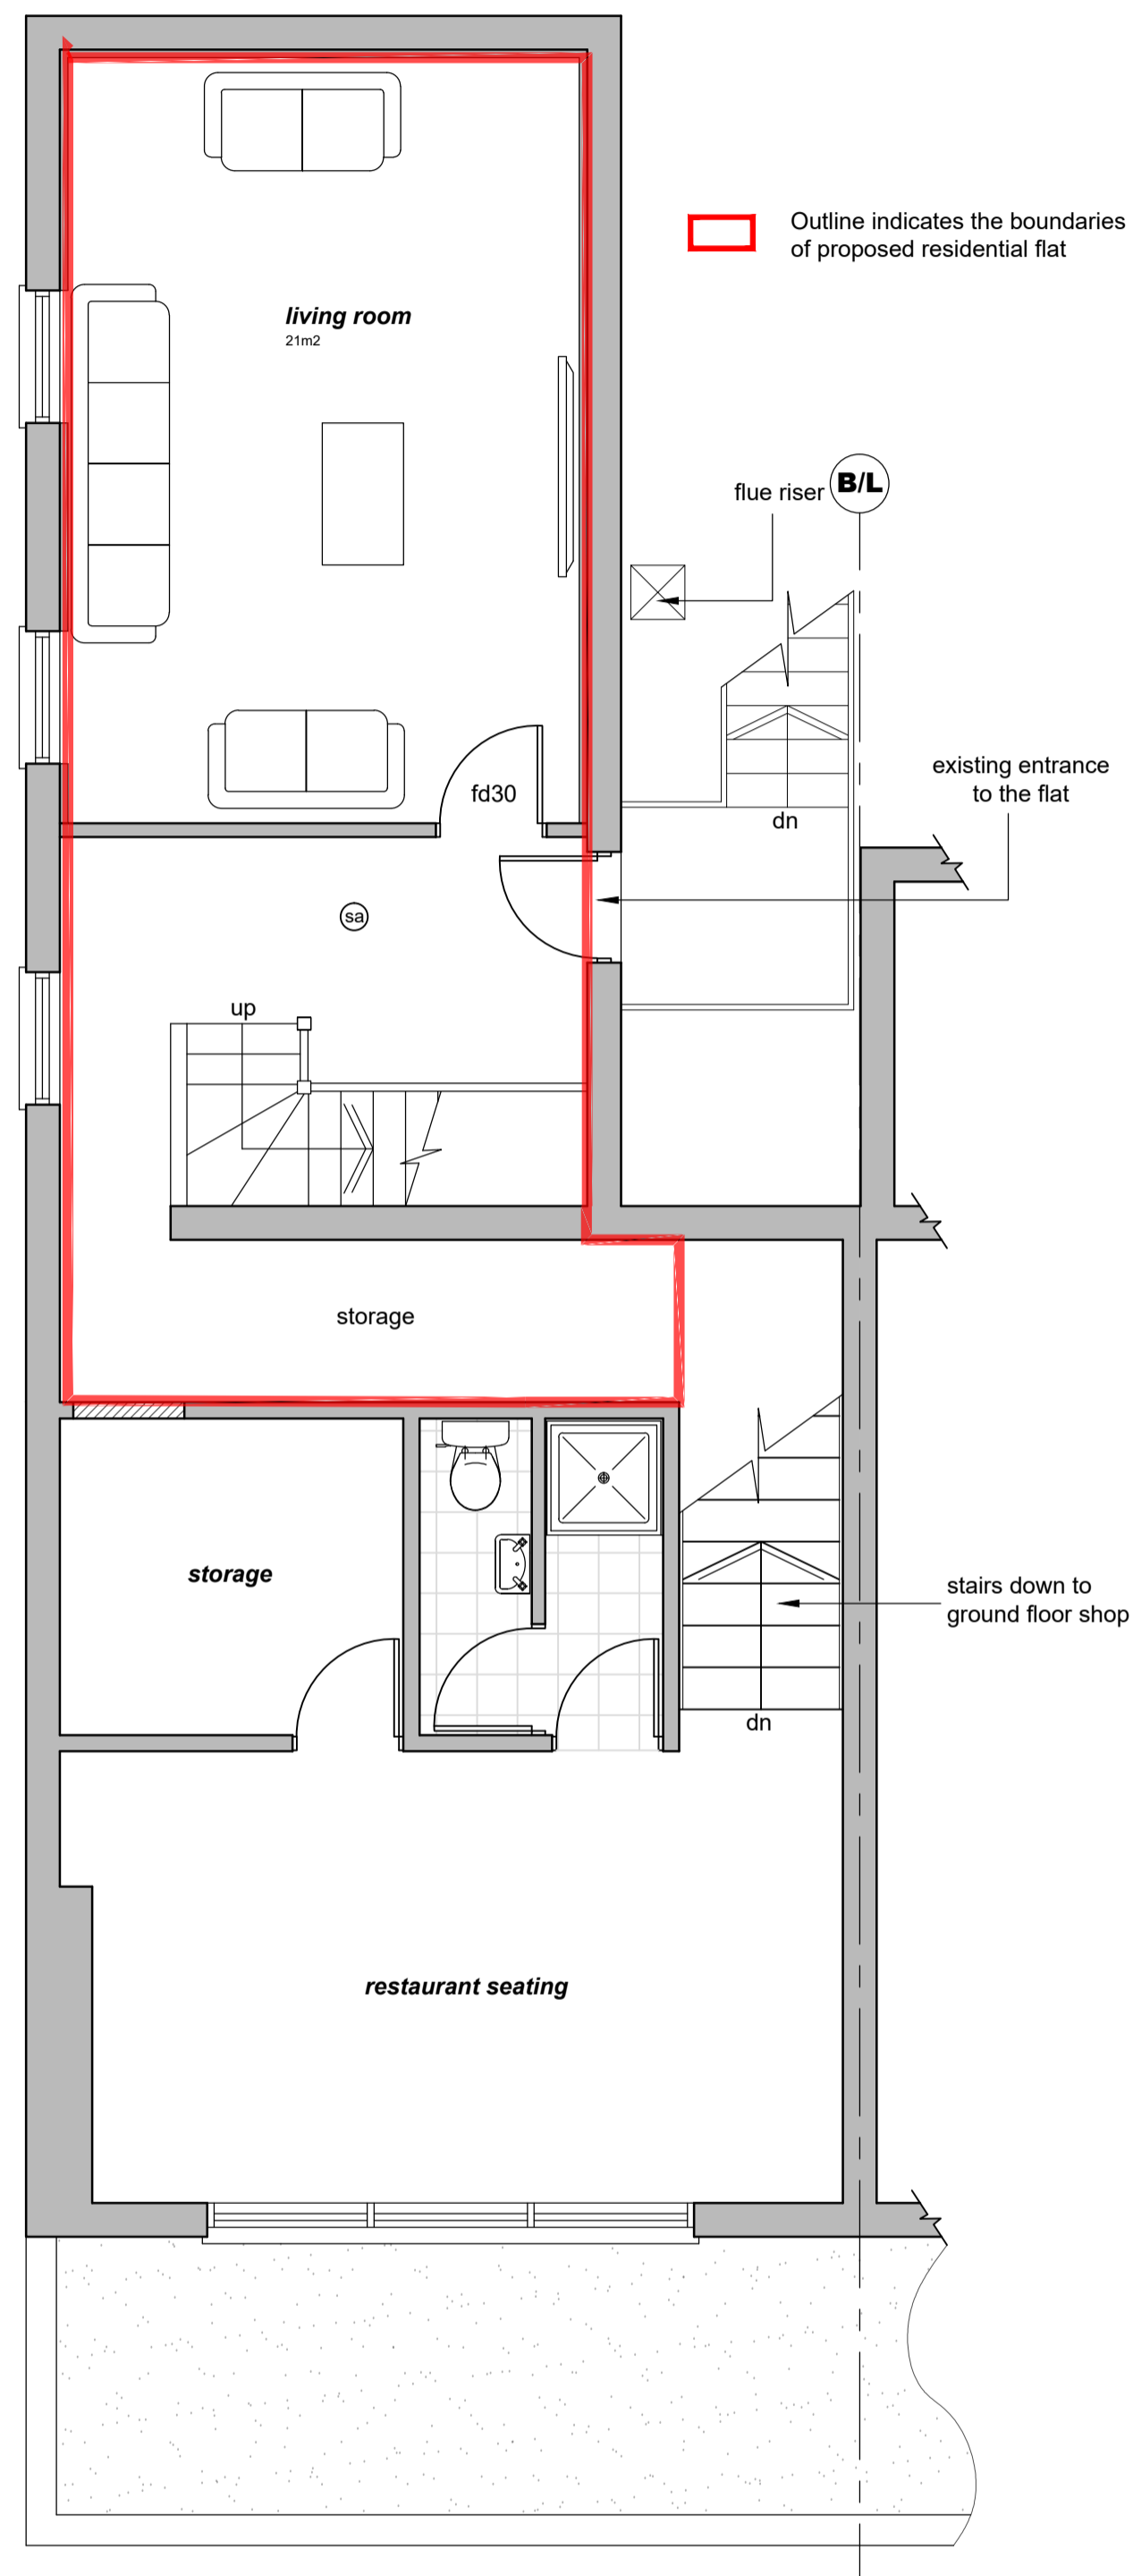 Outline indicates the boundaries
of proposed residential flat
living room
21m2
flue riser
B/L
existing entrance
to the flat
fd30
dn
sa
up
storage
storage
stairs down to
ground floor shop
dn
restaurant seating